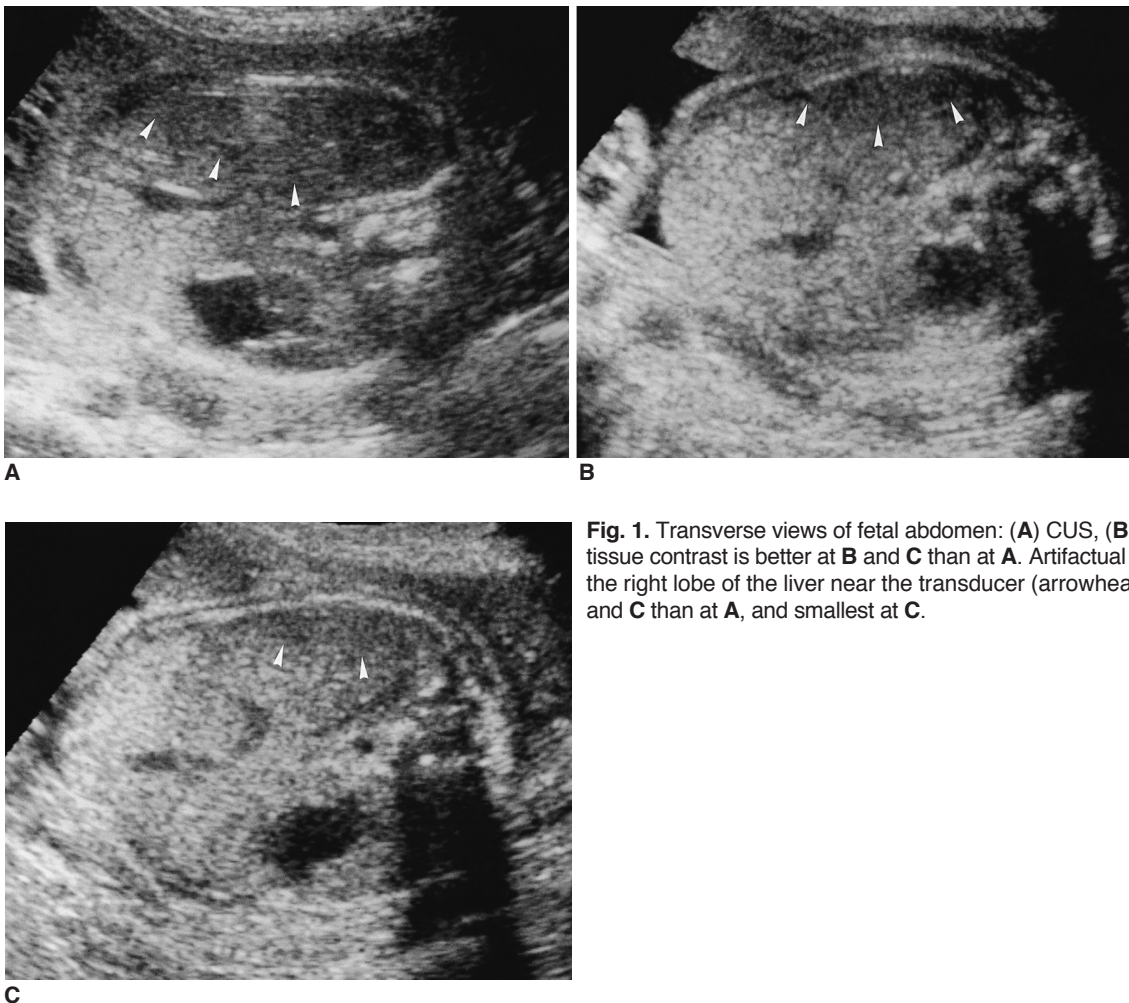 A
B
Fig. 1. Transverse views of fetal abdomen: (A) CUS, (B
tissue contrast is better at B and C than at A. Artifactual
the right lobe of the liver near the transducer (arrowhea
and C than at A, and smallest at C.
C